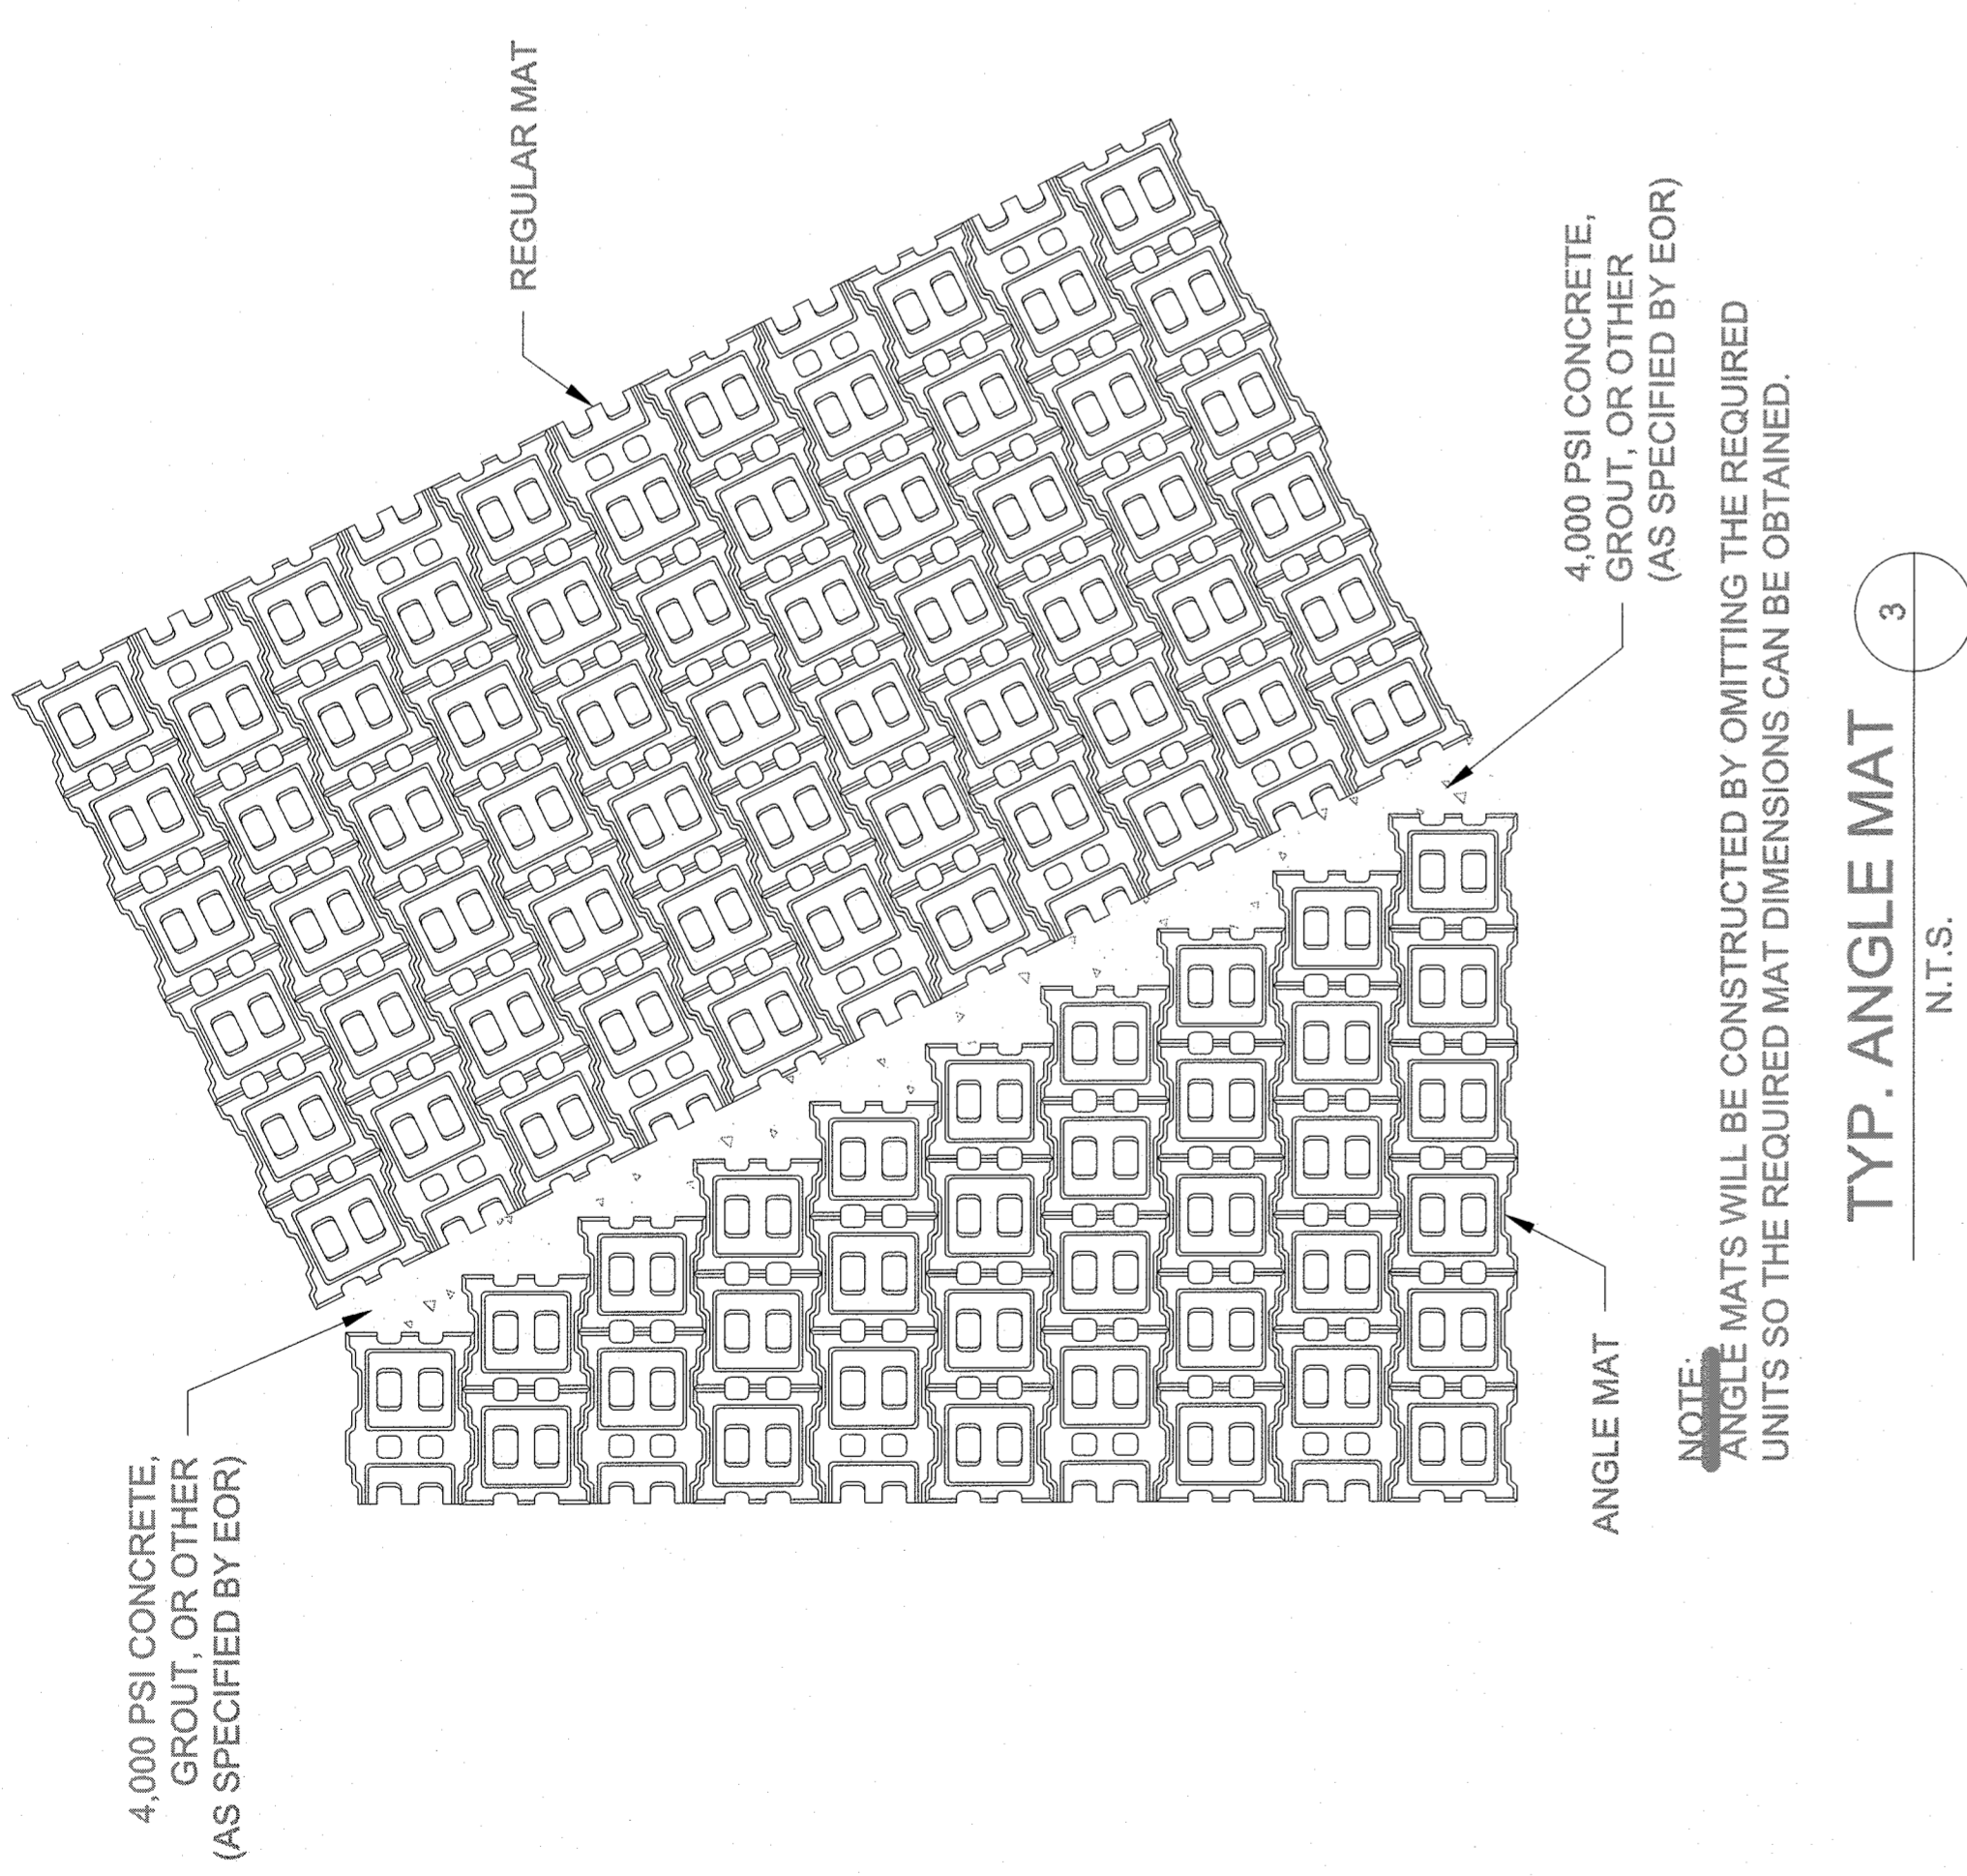 4,000 PSI CONCRETE,
GROUT, OR OTHER
(AS SPECIFIED BY EOR)
REGULAR MAT
4,000 PSI CONCRETE,
GROUT, OR OTHER
(AS SPECIFIED BY EOR)
ANGLE MAT
NOTE:
ANGLE MATS WILL BE CONSTRUCTED BY OMITTING THE REQUIRED
UNITS SO THE REQUIRED MAT DIMENSIONS CAN BE OBTAINED.
TYP. ANGLE MAT
3
N.T.S.